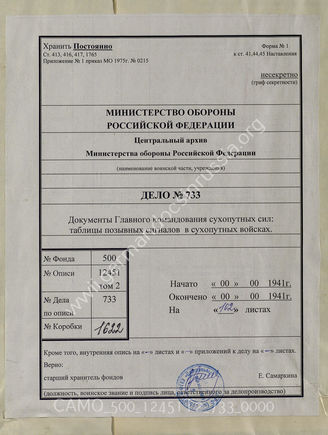 Хранить Постоянно
Ст. 413, 416, 417, 1765
Приложение № 1 приказ МО 1975г. № 0215
Форма № 1
к ст. 41,44,45 Наставления
несекретно
(гриф секретности)
МИНИСТЕРСТВО ОБОРОНЫ
РОССИЙСКОЙ ФЕДЕРАЦИИ
Центральный архив
Министерства обороны Российской Федерации
(наименование воинской части, учреждения)
ДЕЛО № 733
Документы Главного командования сухопутных сил:
таблицы позывных сигналов в сухопутных войсках.
№ Фонда 500
№ Описи 12451
том 2
№ Дела 733
по описи
№ Коробки 1622
Начато « 00 » 00 1941г.
Окончено « 00 » 00 1941г.
На «162» листах
Кроме того, внутренняя опись на «--» листах и «--» приложений к делу на «--» листах.
Верно:
старший хранитель фондов
Е. Самаркина
(должность, воинское звание и подпись лица, ответственного за делопроизводство)
www.germandocsinrussia.org
CAMO_500_12451_0733_0000